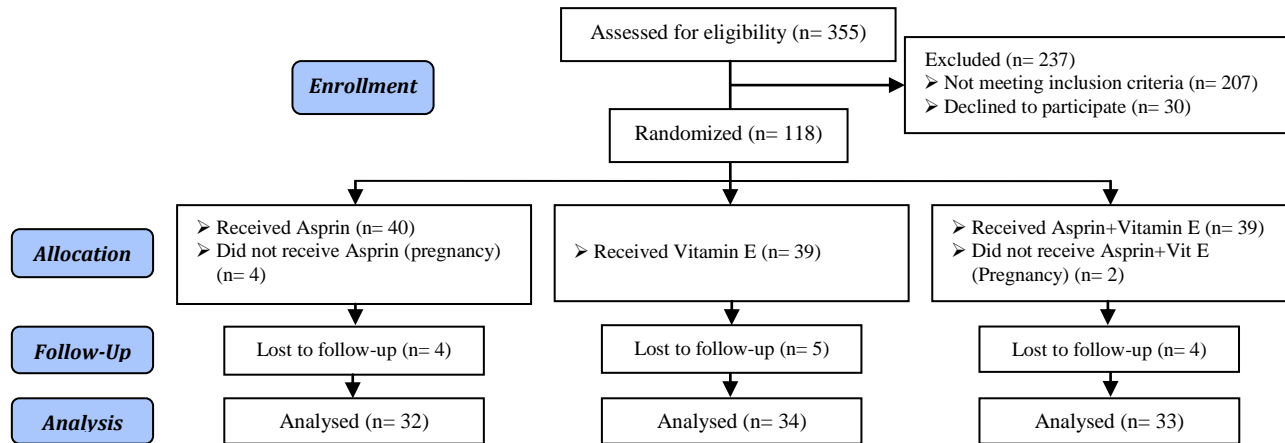 Assessed for eligibility (n= 355)
Enrollment
Excluded (n= 237)
➢ Not meeting inclusion criteria (n= 207)
➢ Declined to participate (n= 30)
Randomized (n= 118)
Allocation
➢ Received Asprin (n= 40)
➢ Did not receive Asprin (pregnancy)
(n= 4)
➢ Received Vitamin E (n= 39)
➢ Received Asprin+Vitamin E (n= 39)
➢ Did not receive Asprin+Vit E
(Pregnancy) (n= 2)
Follow-Up
Lost to follow-up (n= 4)
Lost to follow-up (n= 5)
Lost to follow-up (n= 4)
Analysis
Analysed (n= 32)
Analysed (n= 34)
Analysed (n= 33)